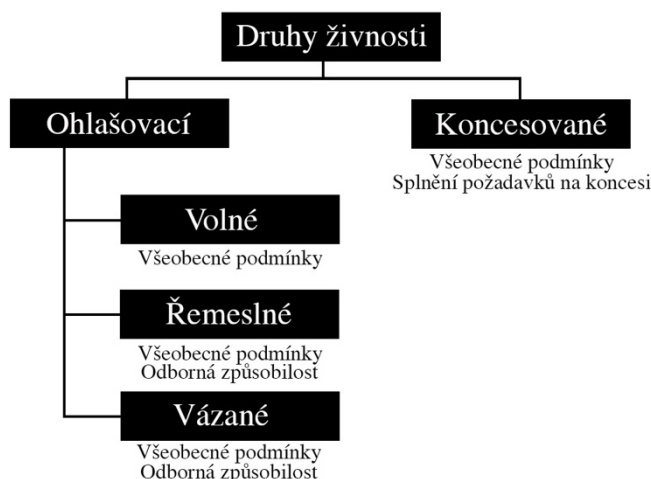 Druhy živnosti
Ohlašovací
Koncesované
Všeobecné podmínky
Splnění požadavků na koncesi
Volné
Všeobecné podmínky
Řemeslné
Všeobecné podmínky
Odborná způsobilost
Vázané
Všeobecné podmínky
Odborná způsobilost